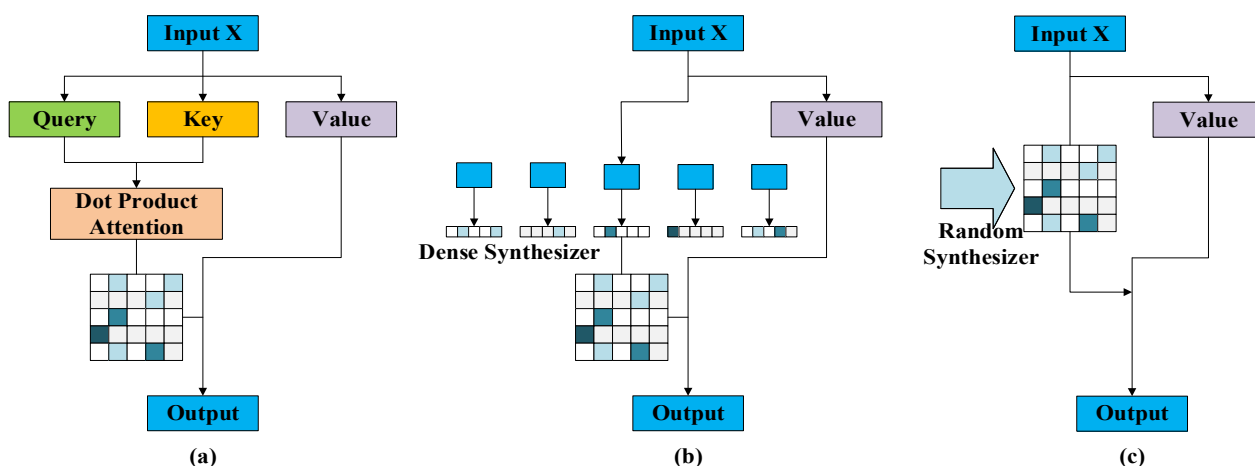 Input X
Query
Key
Value
Dot Product
Attention
Output
(a)
Input X
Value
Dense Synthesizer
Output
(b)
Input X
Value
Random
Synthesizer
Output
(c)